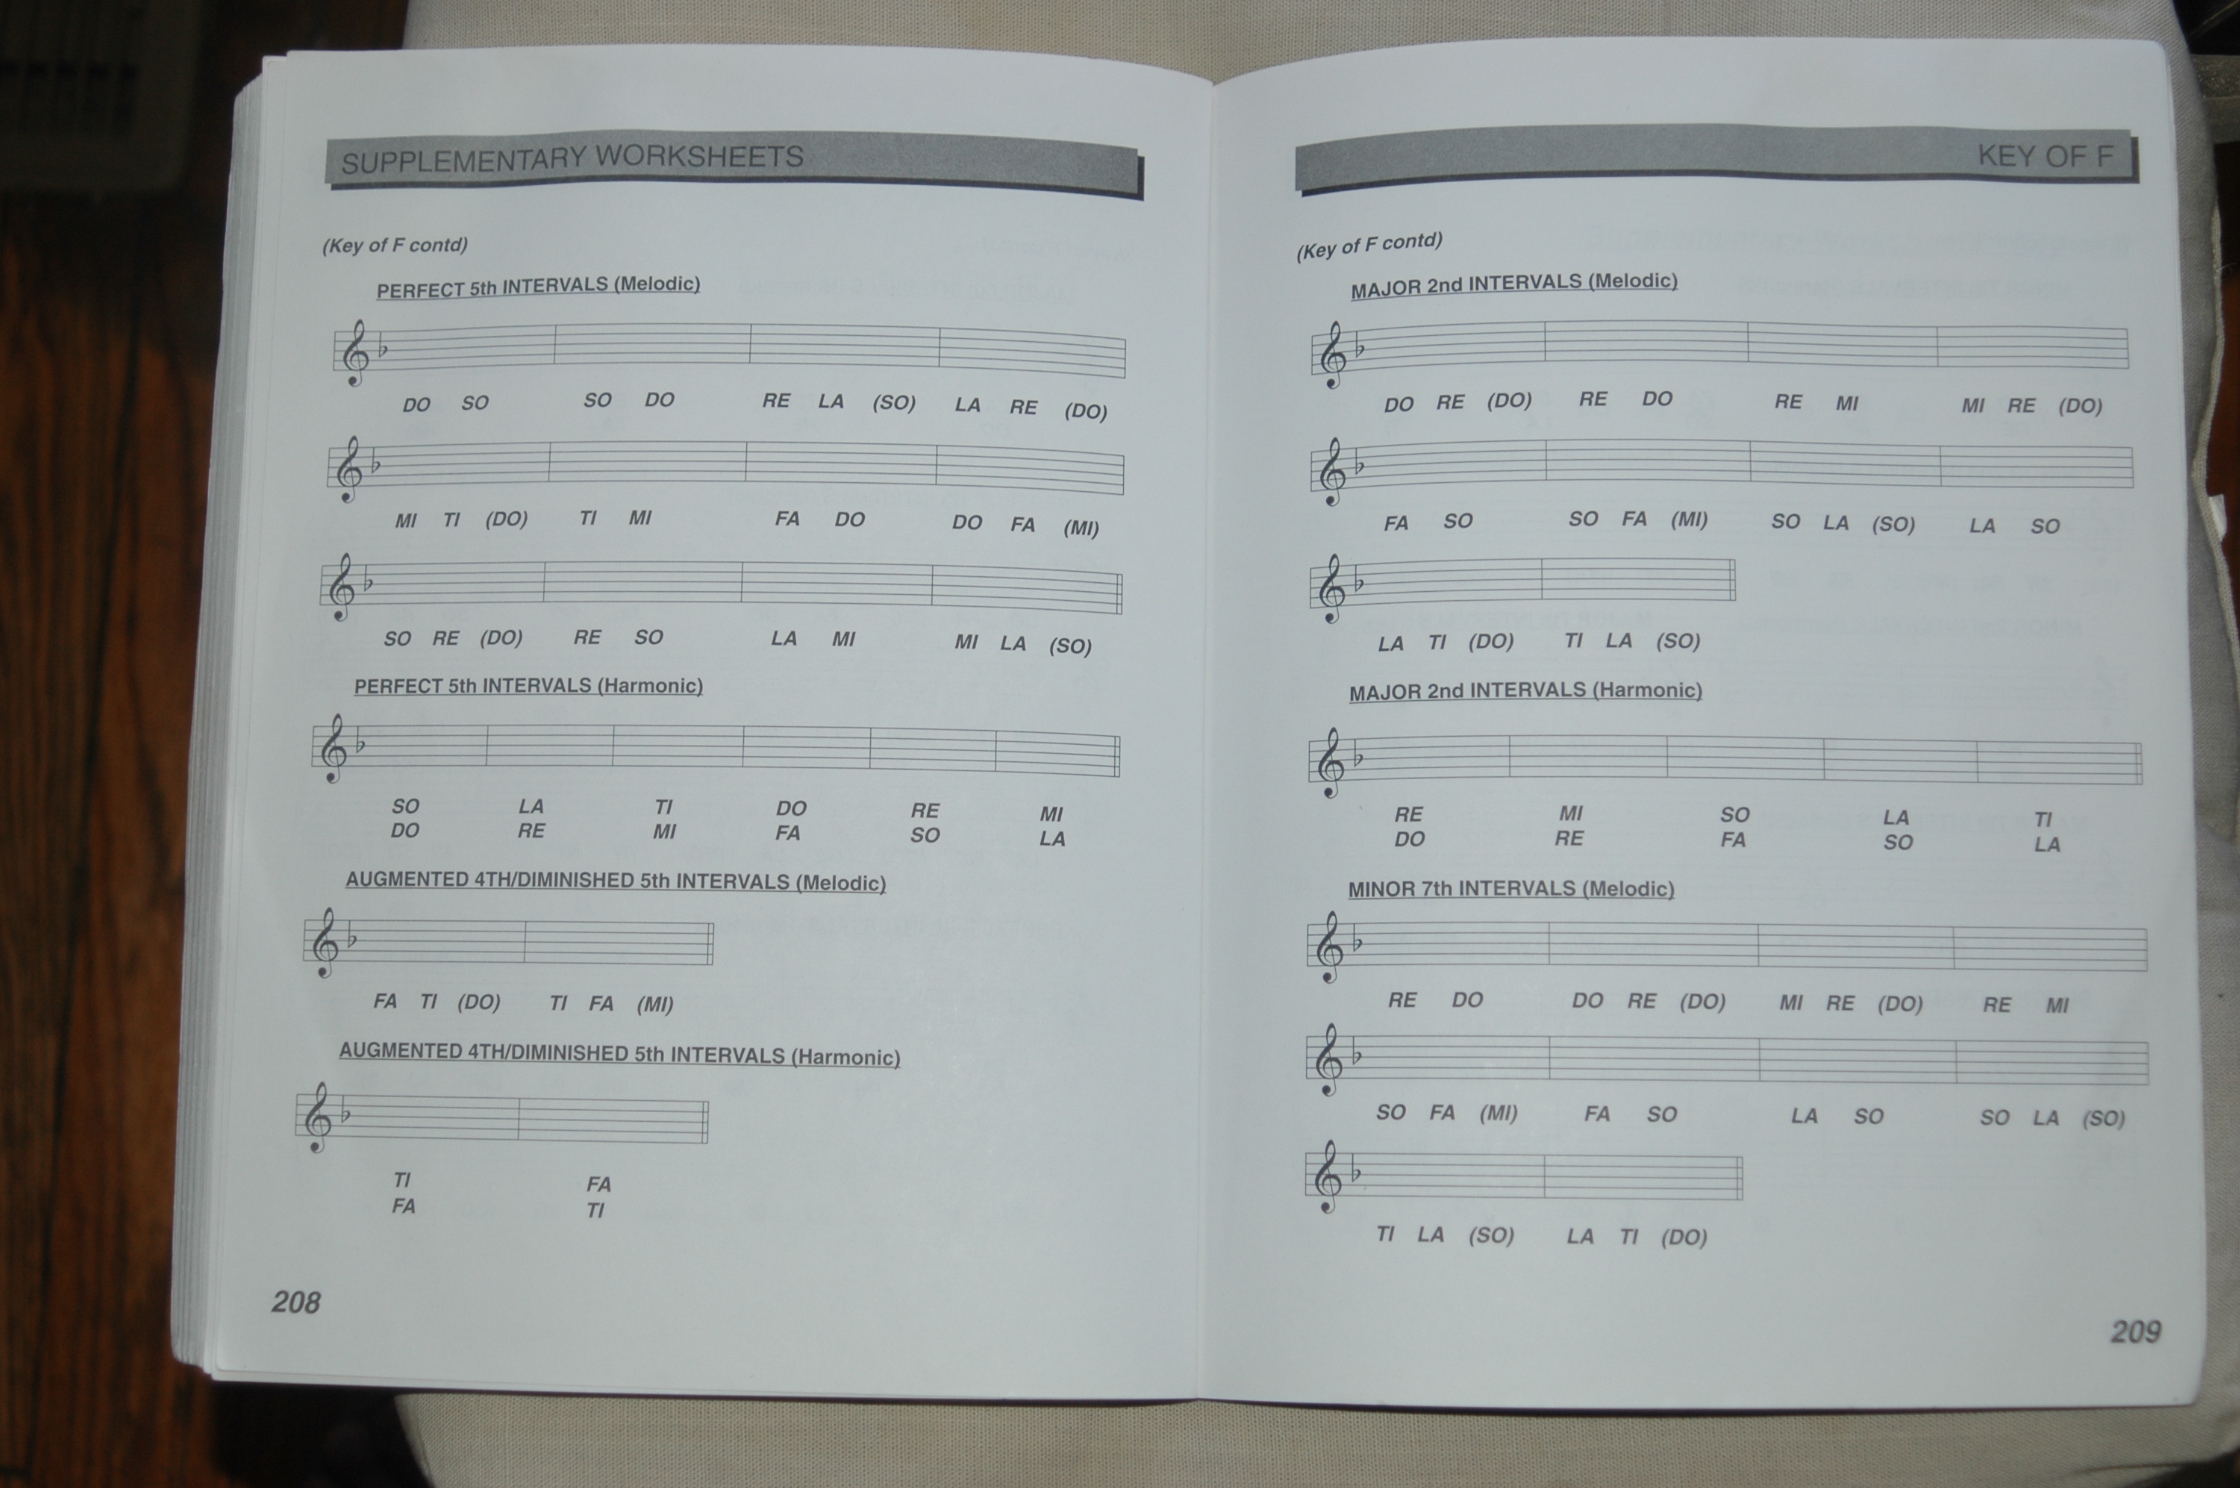 SUPPLEMENTARY WORKSHEETS
(Key of F contd)
PERFECT 5th INTERVALS (Melodic)
DO SO SO DO RE LA (SO) LA RE (DO)
MI TI (DO) TI MI FA DO DO FA (MI)
SO RE (DO) RE SO LA MI MI LA (SO)
PERFECT 5th INTERVALS (Harmonic)
SO LA TI DO RE MI
DO RE MI FA SO LA
AUGMENTED 4TH/DIMINISHED 5th INTERVALS (Melodic)
FA TI (DO) TI FA (MI)
AUGMENTED 4TH/DIMINISHED 5th INTERVALS (Harmonic)
TI FA
FA TI
208
KEY OF F
(Key of F contd)
MAJOR 2nd INTERVALS (Melodic)
DO RE (DO) RE DO RE MI MI RE (DO)
FA SO SO FA (MI) SO LA (SO) LA SO
LA TI (DO) TI LA (SO)
MAJOR 2nd INTERVALS (Harmonic)
RE MI SO LA TI
DO RE FA SO LA
MINOR 7th INTERVALS (Melodic)
RE DO DO RE (DO) MI RE (DO) RE MI
SO FA (MI) FA SO LA SO SO LA (SO)
TI LA (SO) LA TI (DO)
209